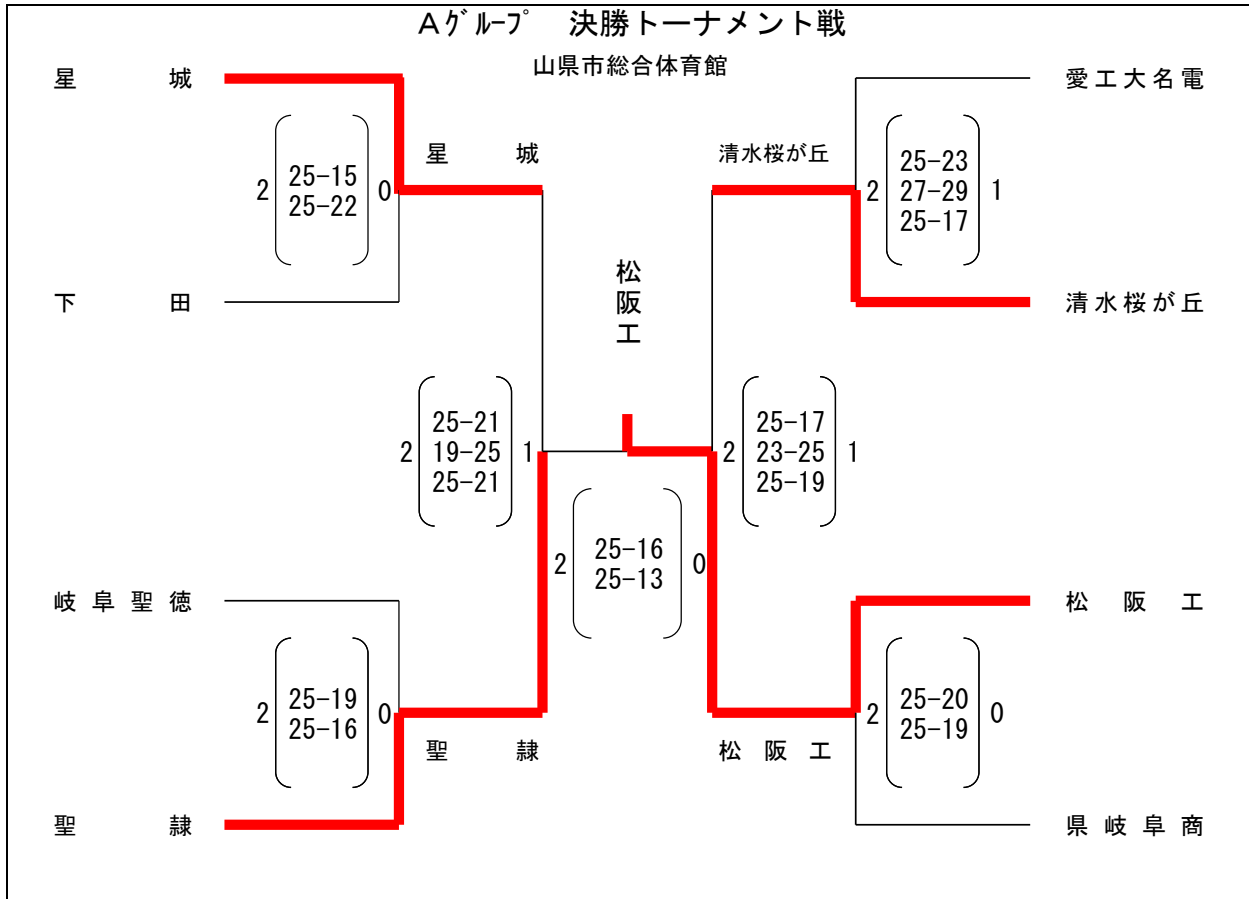 Aグループ 決勝トーナメント戦
山県市総合体育館
星城
愛工大名電
星城
清水桜が丘
2
25-15
25-22
0
2
25-23
27-29
25-17
1
下田
松阪工
清水桜が丘
2
25-21
19-25
25-21
1
2
25-17
23-25
25-19
1
2
25-16
25-13
0
岐阜聖徳
松阪工
2
25-19
25-16
0
2
25-20
25-19
0
聖隷
松阪工
聖隷
県岐阜商